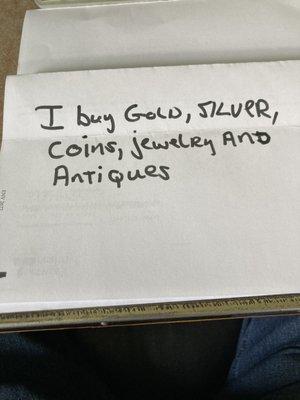 I buy GOLD, SILVER,
Coins, jewelry AND
ANTiques